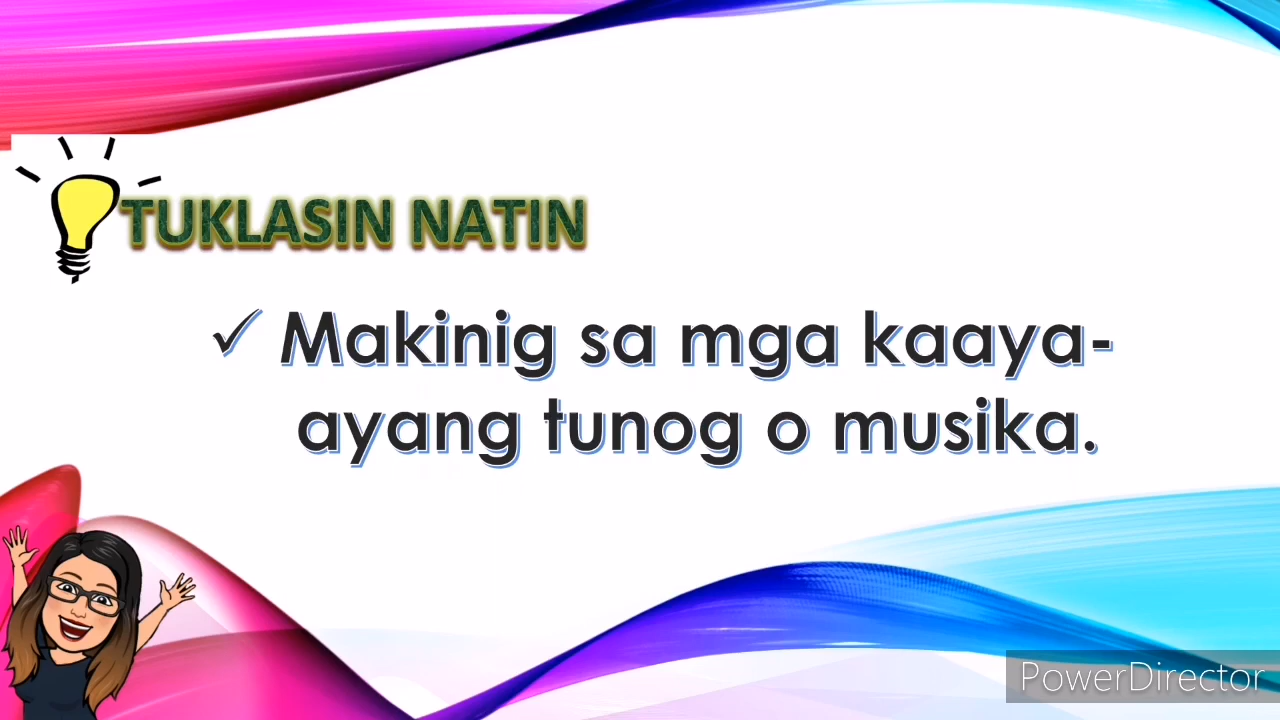 TUKLASIN NATIN
✓ Makinig sa mga kaaya-
ayang tunog o musika.
PowerDirector